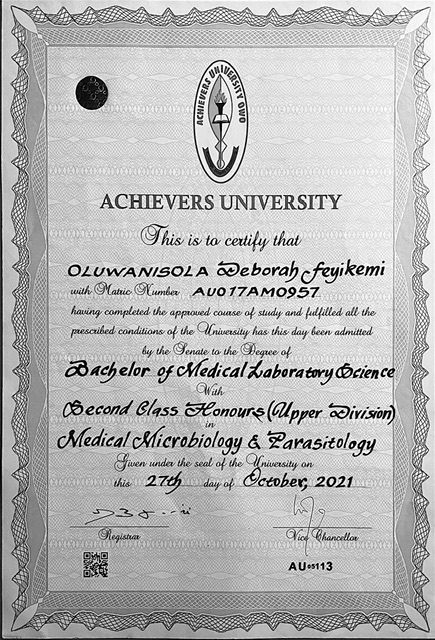 ACHIEVERS UNIVERSITY OWO
ACHIEVERS UNIVERSITY
This is to certify that
OLUWANISOLA Deborah Feyikemi
with Matric Number AU017AM0957
having completed the approved course of study and fulfilled all the
prescribed conditions of the University has this day been admitted
by the Senate to the Degree of
Bachelor of Medical Laboratory Science
With
Second Class Honours (Upper Division)
in
Medical Microbiology & Parasitology
Given under the seal of the University on
this 27th day of October, 2021
Registrar
Vice Chancellor
AU05113